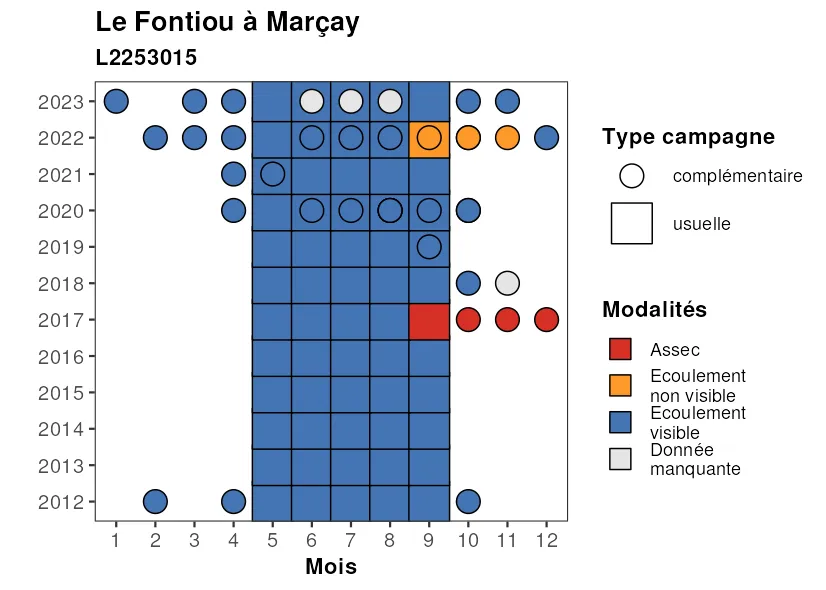 Le Fontiou à Marçay
L2253015
2023
2022
2021
2020
2019
2018
2017
2016
2015
2014
2013
2012
1 2 3 4 5 6 7 8 9 10 11 12
Mois
Type campagne
complémentaire
usuelle
Modalités
Assec
Ecoulement
non visible
Ecoulement
visible
Donnée
manquante